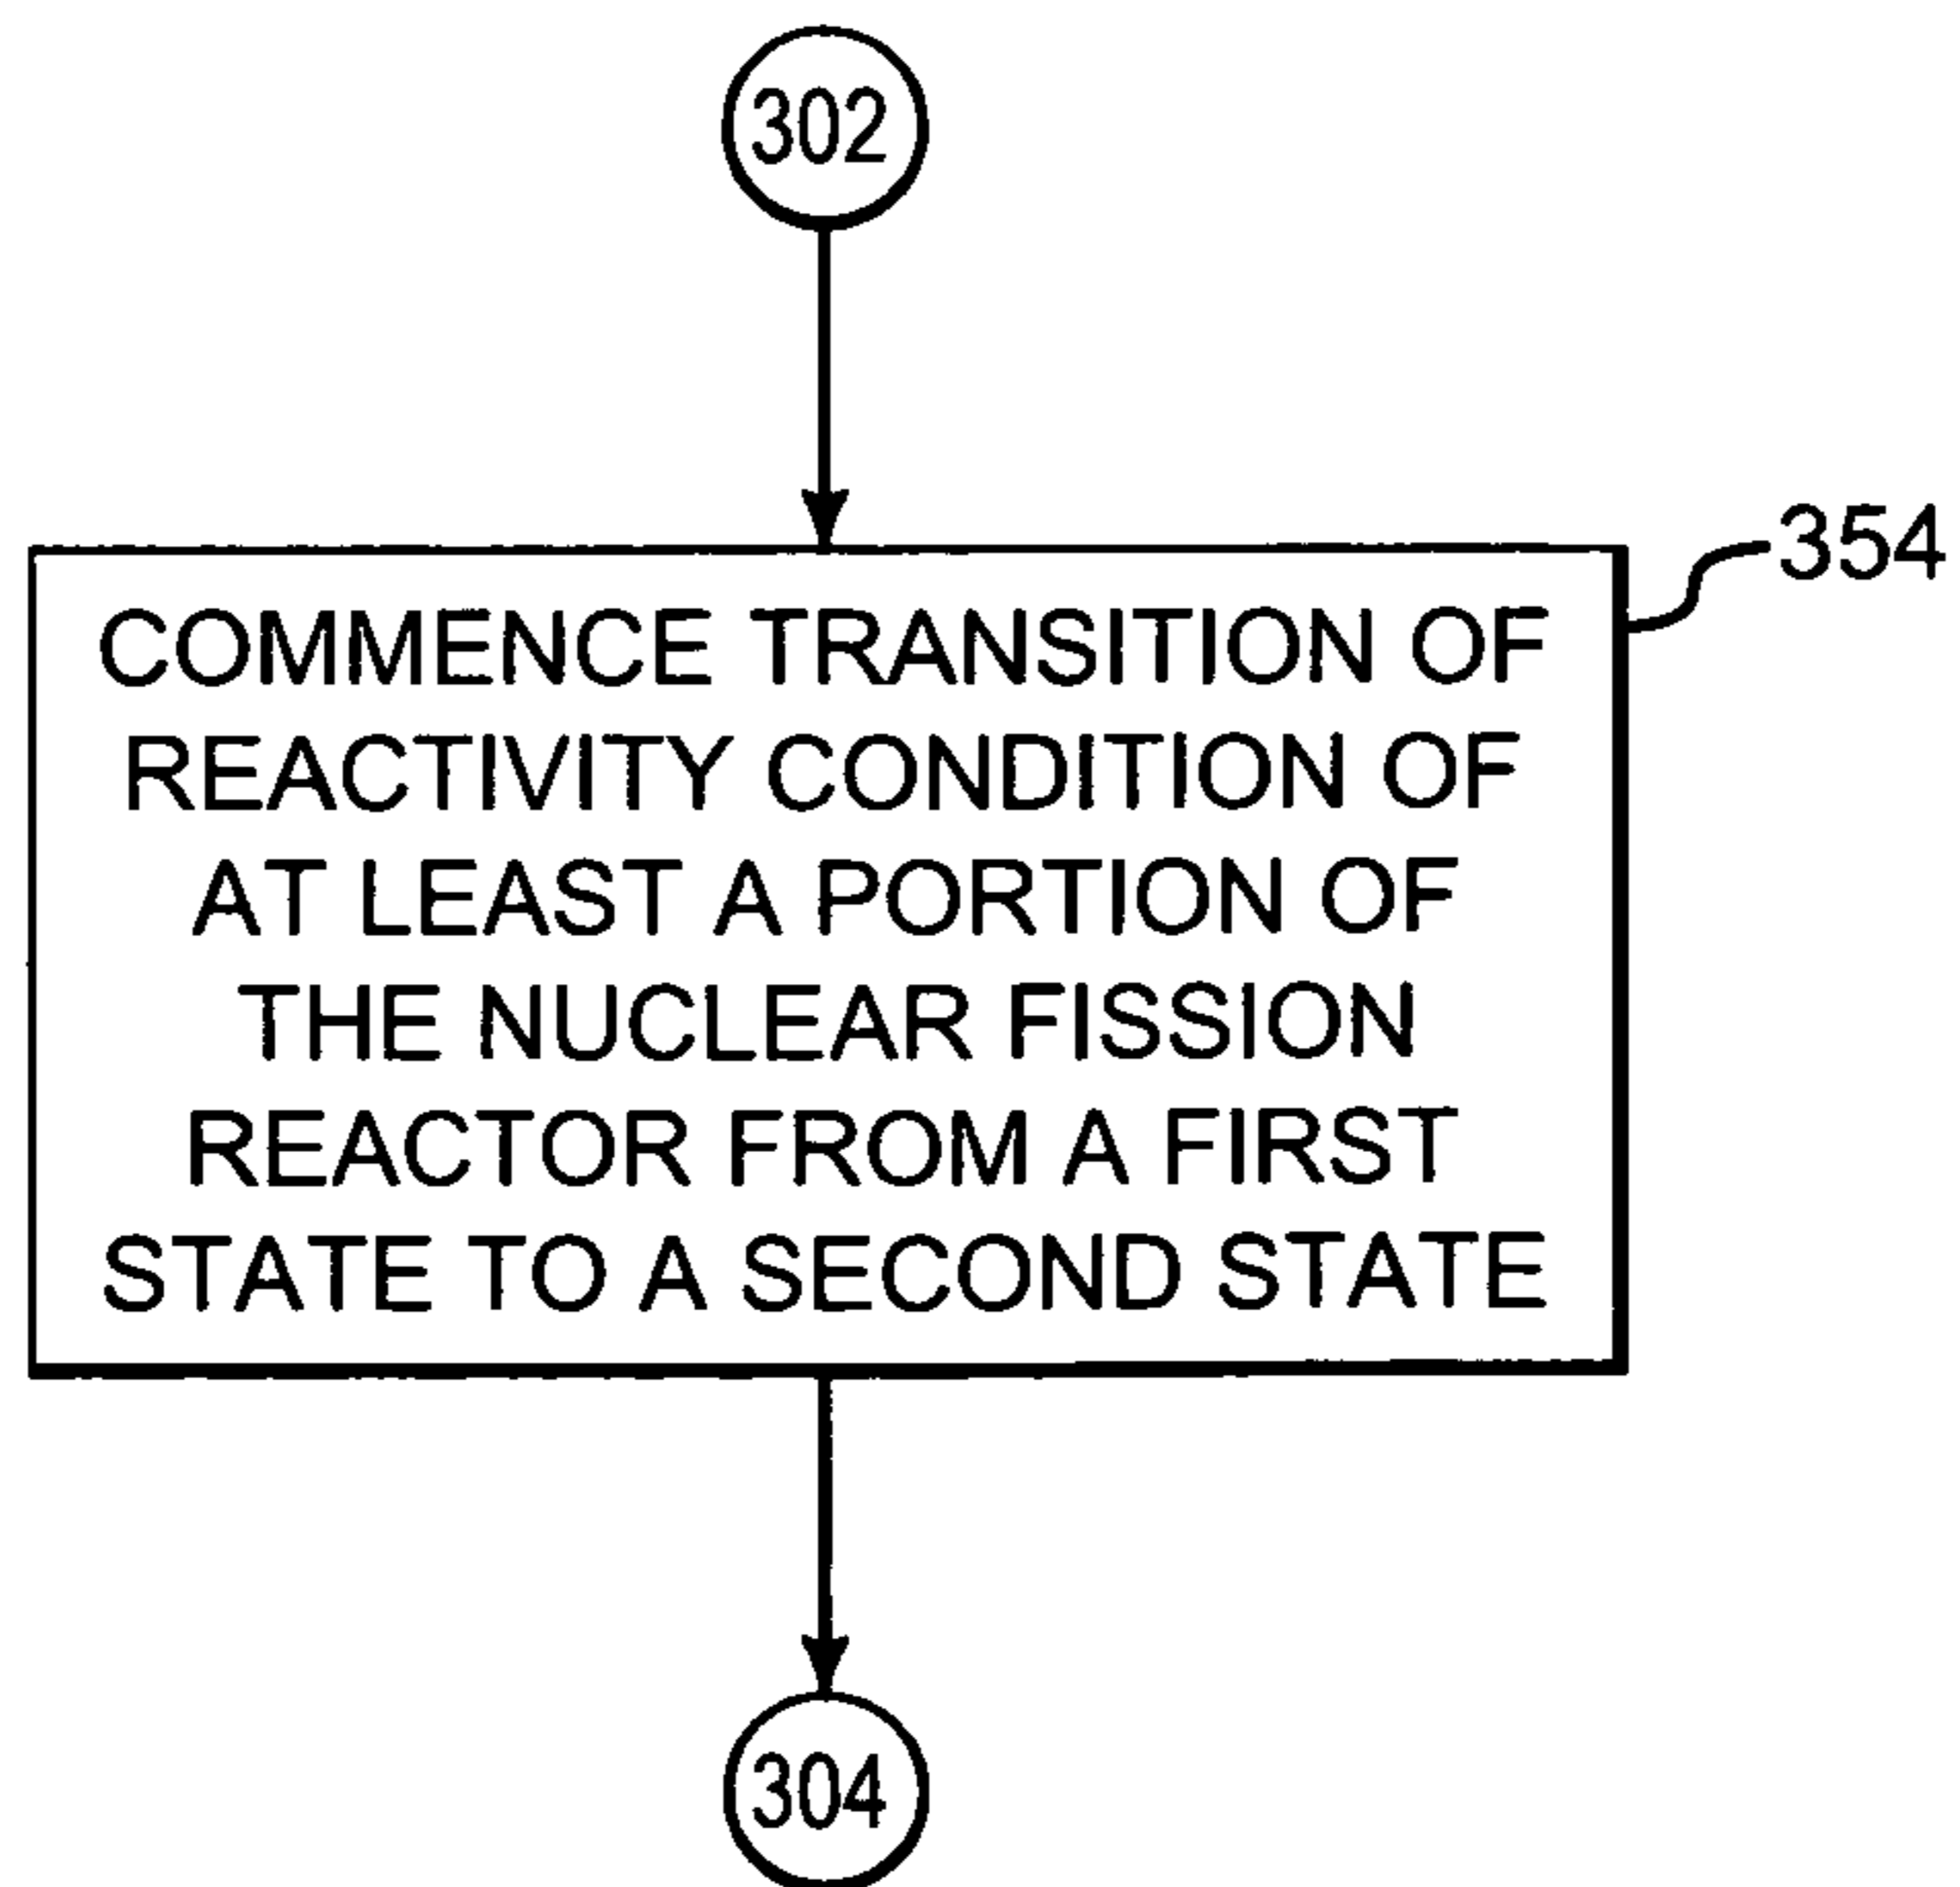 302
354
COMMENCE TRANSITION OF
REACTIVITY CONDITION OF
AT LEAST A PORTION OF
THE NUCLEAR FISSION
REACTOR FROM A FIRST
STATE TO A SECOND STATE
304